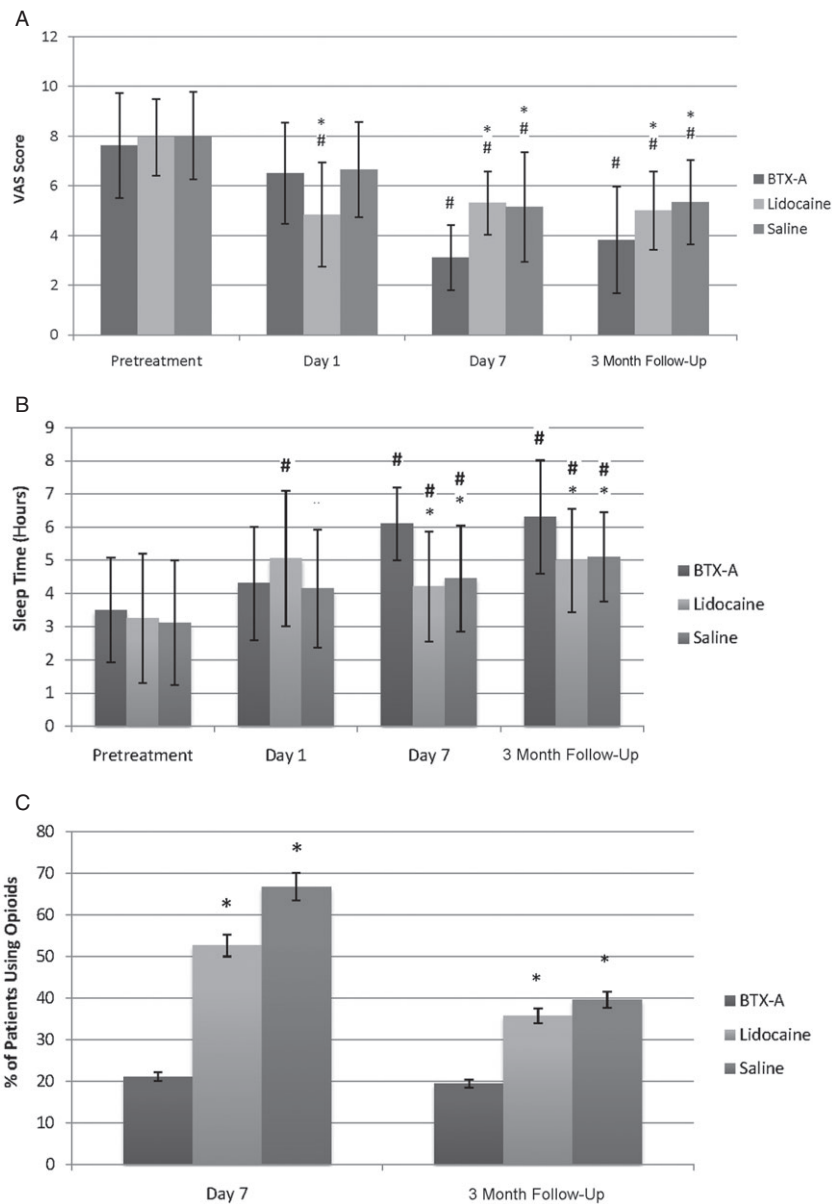 A
12
10
8
6
4
2
0
VAS Score
*
#
#
*
#
*
#
#
*
#
*
#
Pretreatment
Day 1
Day 7
3 Month Follow-Up
BTX-A
Lidocaine
Saline
B
9
8
7
6
5
4
3
2
1
0
Sleep Time (Hours)
#
#
#
*
#
*
#
#
*
#
*
Pretreatment
Day 1
Day 7
3 Month Follow-Up
BTX-A
Lidocaine
Saline
C
80
70
60
50
40
30
20
10
0
% of Patients Using Opioids
*
*
*
*
Day 7
3 Month Follow-Up
BTX-A
Lidocaine
Saline